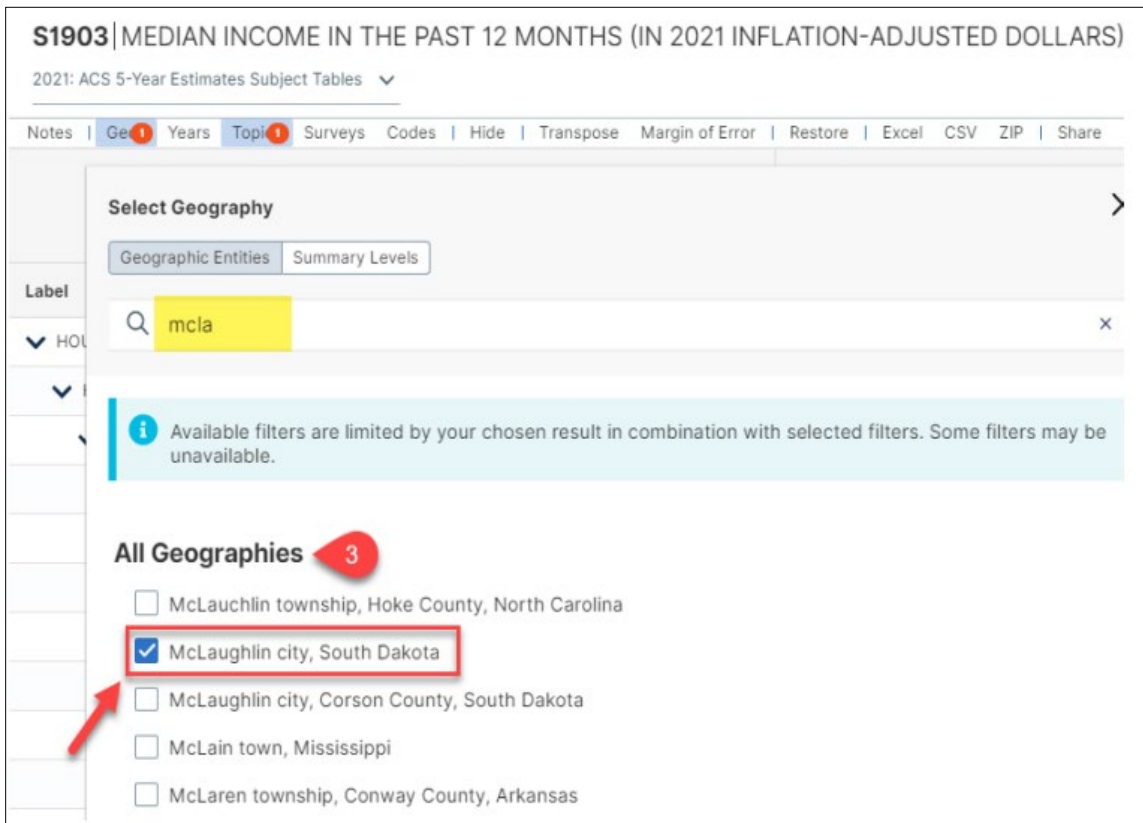 S1903|MEDIAN INCOME IN THE PAST 12 MONTHS (IN 2021 INFLATION-ADJUSTED DOLLARS)
2021: ACS 5-Year Estimates Subject Tables
Notes | Ge 1 Years Topi 1 Surveys Codes | Hide | Transpose Margin of Error | Restore | Excel CSV ZIP | Share
Select Geography
Geographic Entities Summary Levels
Label
mcla
HOU
Available filters are limited by your chosen result in combination with selected filters. Some filters may be
unavailable.
All Geographies 3
McLauchlin township, Hoke County, North Carolina
McLaughlin city, South Dakota
McLaughlin city, Corson County, South Dakota
McLain town, Mississippi
McLaren township, Conway County, Arkansas